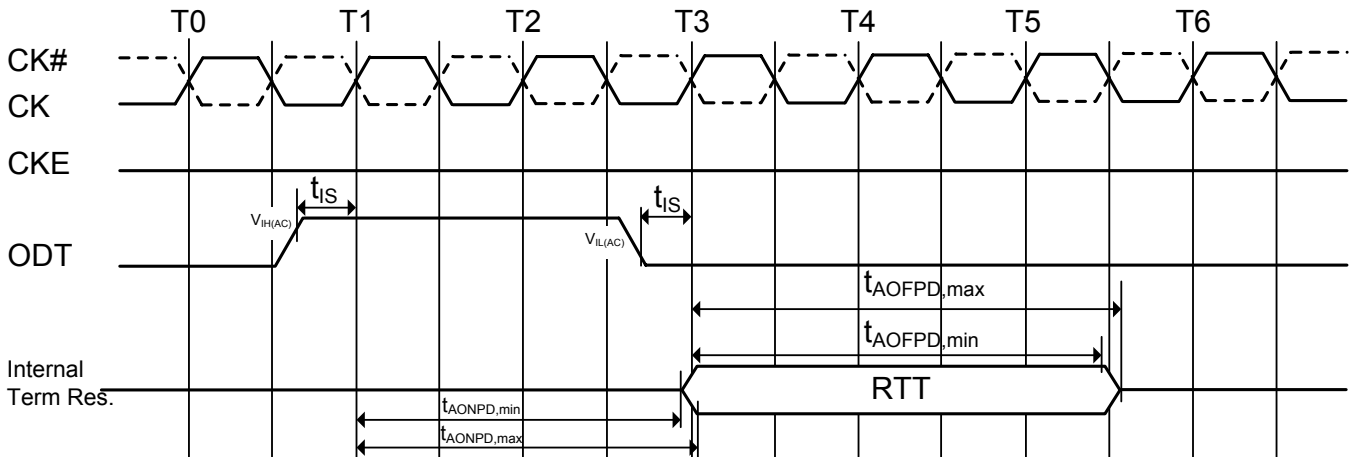 T0 T1 T2 T3 T4 T5 T6
CK#
CK
CKE
tIS
tIS
VIH(AC)
VIL(AC)
ODT
tAOFPD,max
tAOFPD,min
Internal
Term Res.
RTT
tAONPD,min
tAONPD,max